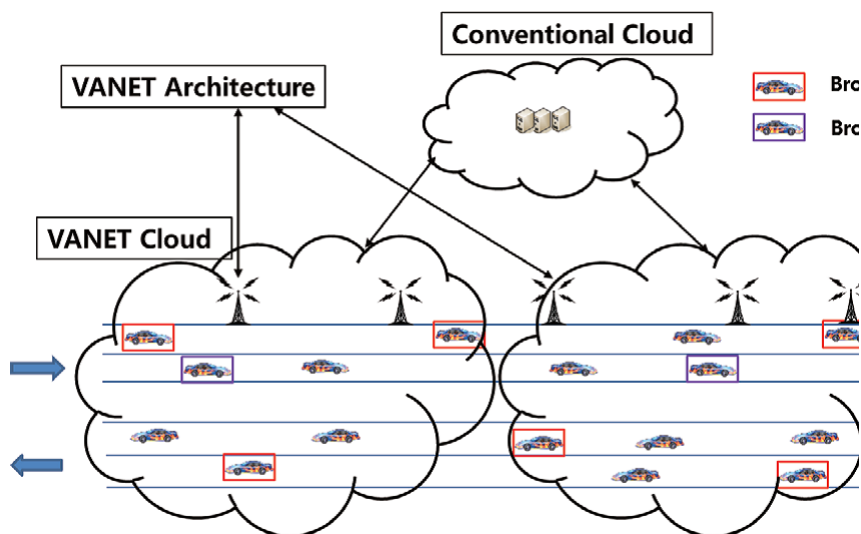 Conventional Cloud
VANET Architecture
Bro
Bro
VANET Cloud